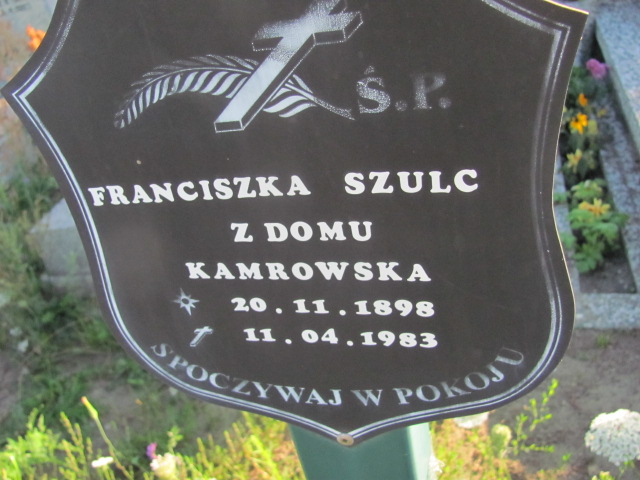 Ś.P.
FRANCISZKA SZULC
Z DOMU
KAMROWSKA
20.11.1898
11.04.1983
SPOCZYWAJ W POKOJU